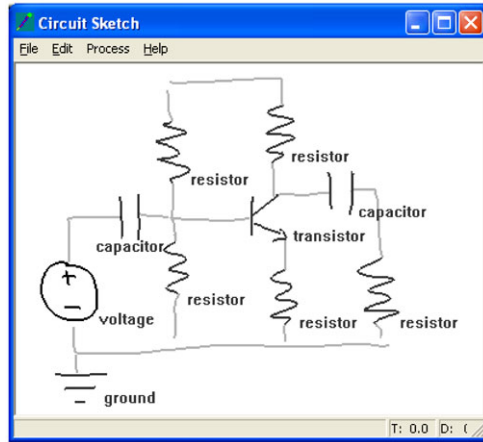 Circuit Sketch
File Edit Process Help
resistor
resistor
capacitor
transistor
capacitor
+
−
voltage
resistor
resistor
resistor
ground
T: 0.0 D: (